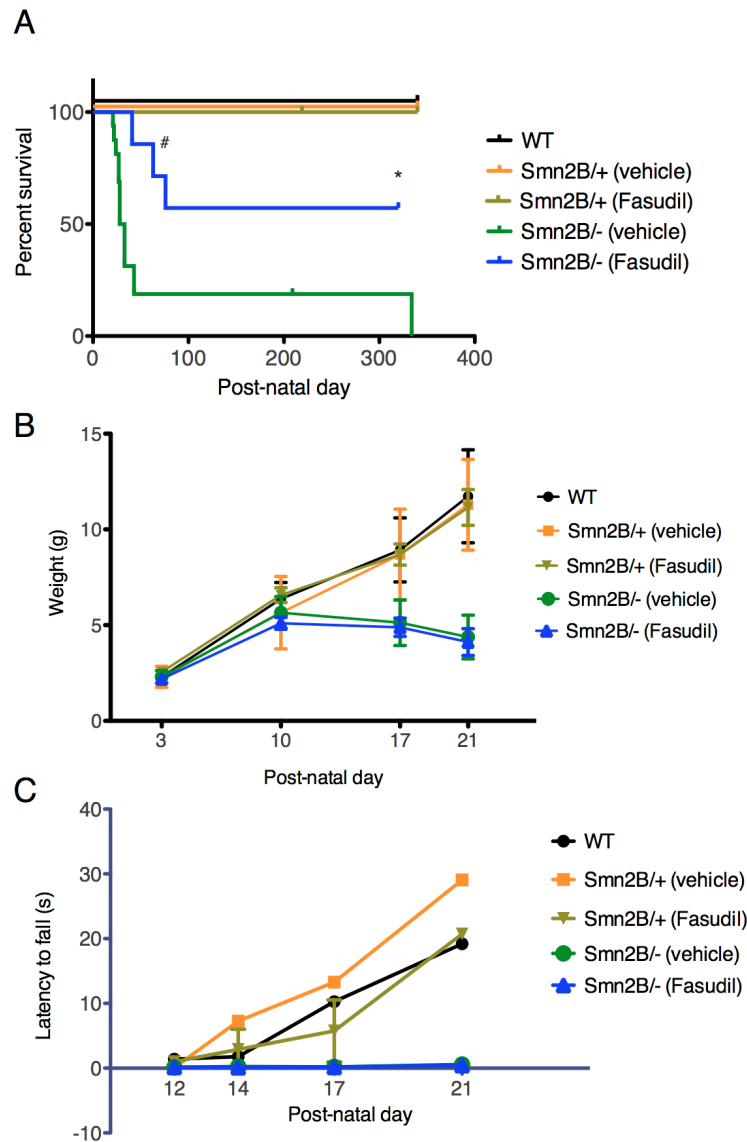 A
Percent survival
100
50
0
0 100 200 300 400
Post-natal day
#
*
WT
Smn2B/+ (vehicle)
Smn2B/+ (Fasudil)
Smn2B/- (vehicle)
Smn2B/- (Fasudil)
B
Weight (g)
15
10
5
0
3 10 17 21
Post-natal day
WT
Smn2B/+ (vehicle)
Smn2B/+ (Fasudil)
Smn2B/- (vehicle)
Smn2B/- (Fasudil)
C
Latency to fall (s)
40
30
20
10
0
-10
12 14 17 21
Post-natal day
WT
Smn2B/+ (vehicle)
Smn2B/+ (Fasudil)
Smn2B/- (vehicle)
Smn2B/- (Fasudil)